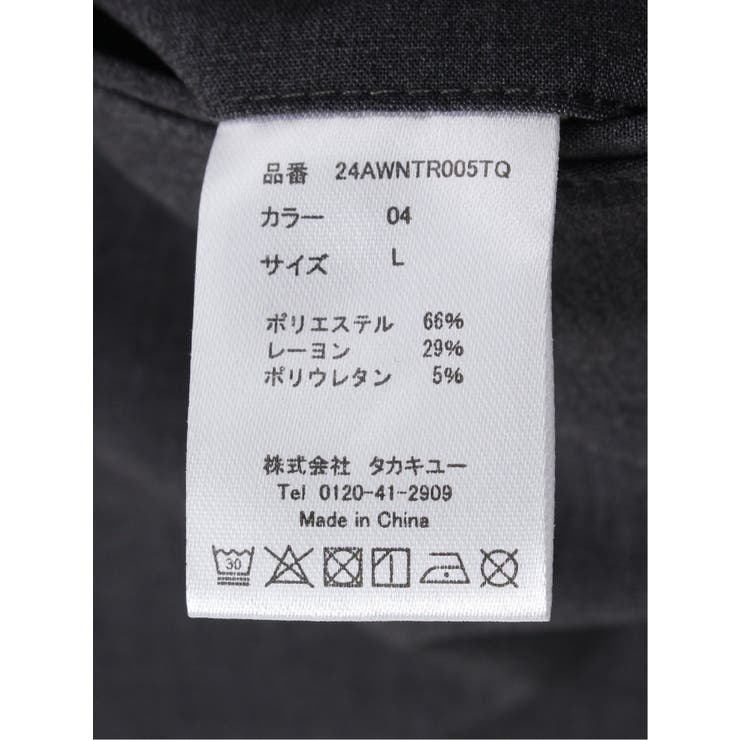 品番 24AWNTR005TQ
カラー 04
サイズ L
ポリエステル 66%
レーヨン 29%
ポリウレタン 5%
株式会社 タカキユー
Tel 0120-41-2909
Made in China
30